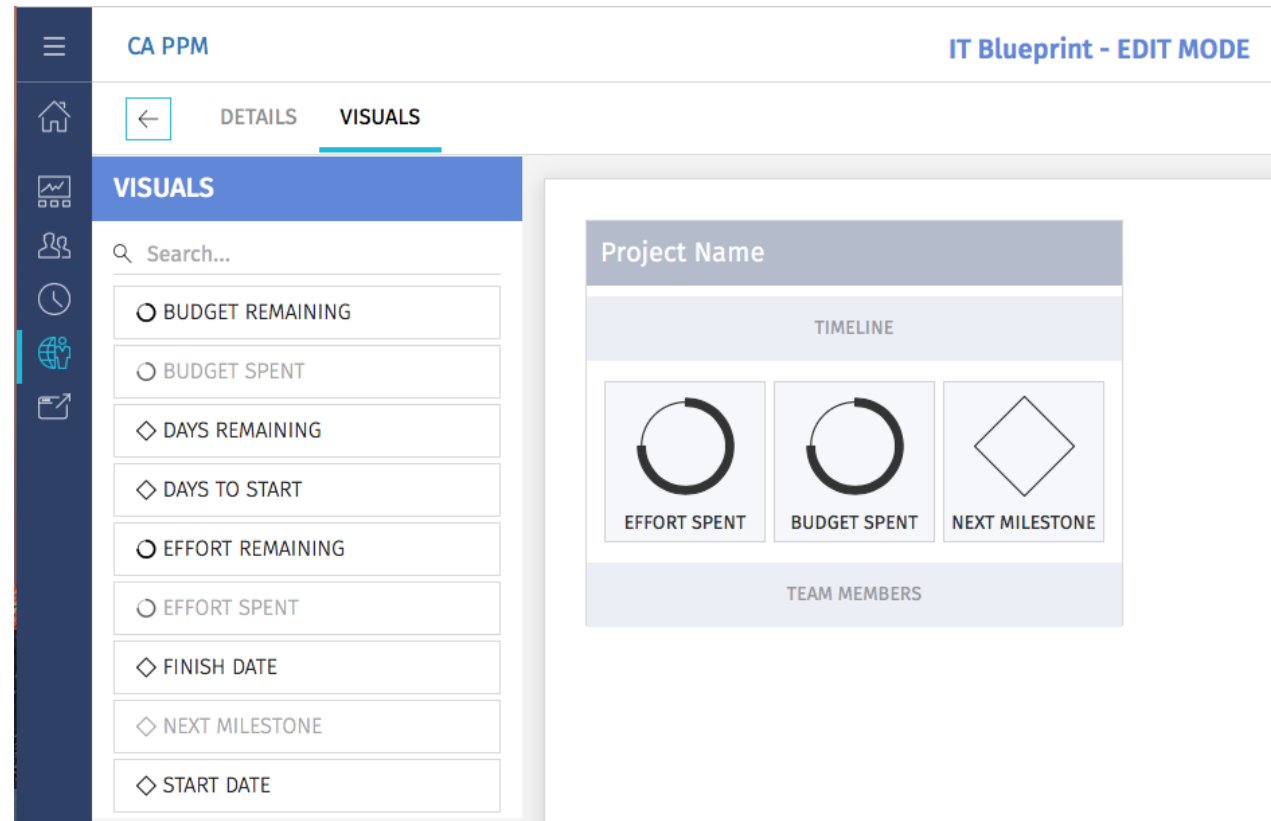 CA PPM
IT Blueprint - EDIT MODE
DETAILS
VISUALS
VISUALS
Search...
BUDGET REMAINING
BUDGET SPENT
DAYS REMAINING
DAYS TO START
EFFORT REMAINING
EFFORT SPENT
FINISH DATE
NEXT MILESTONE
START DATE
Project Name
TIMELINE
EFFORT SPENT
BUDGET SPENT
NEXT MILESTONE
TEAM MEMBERS